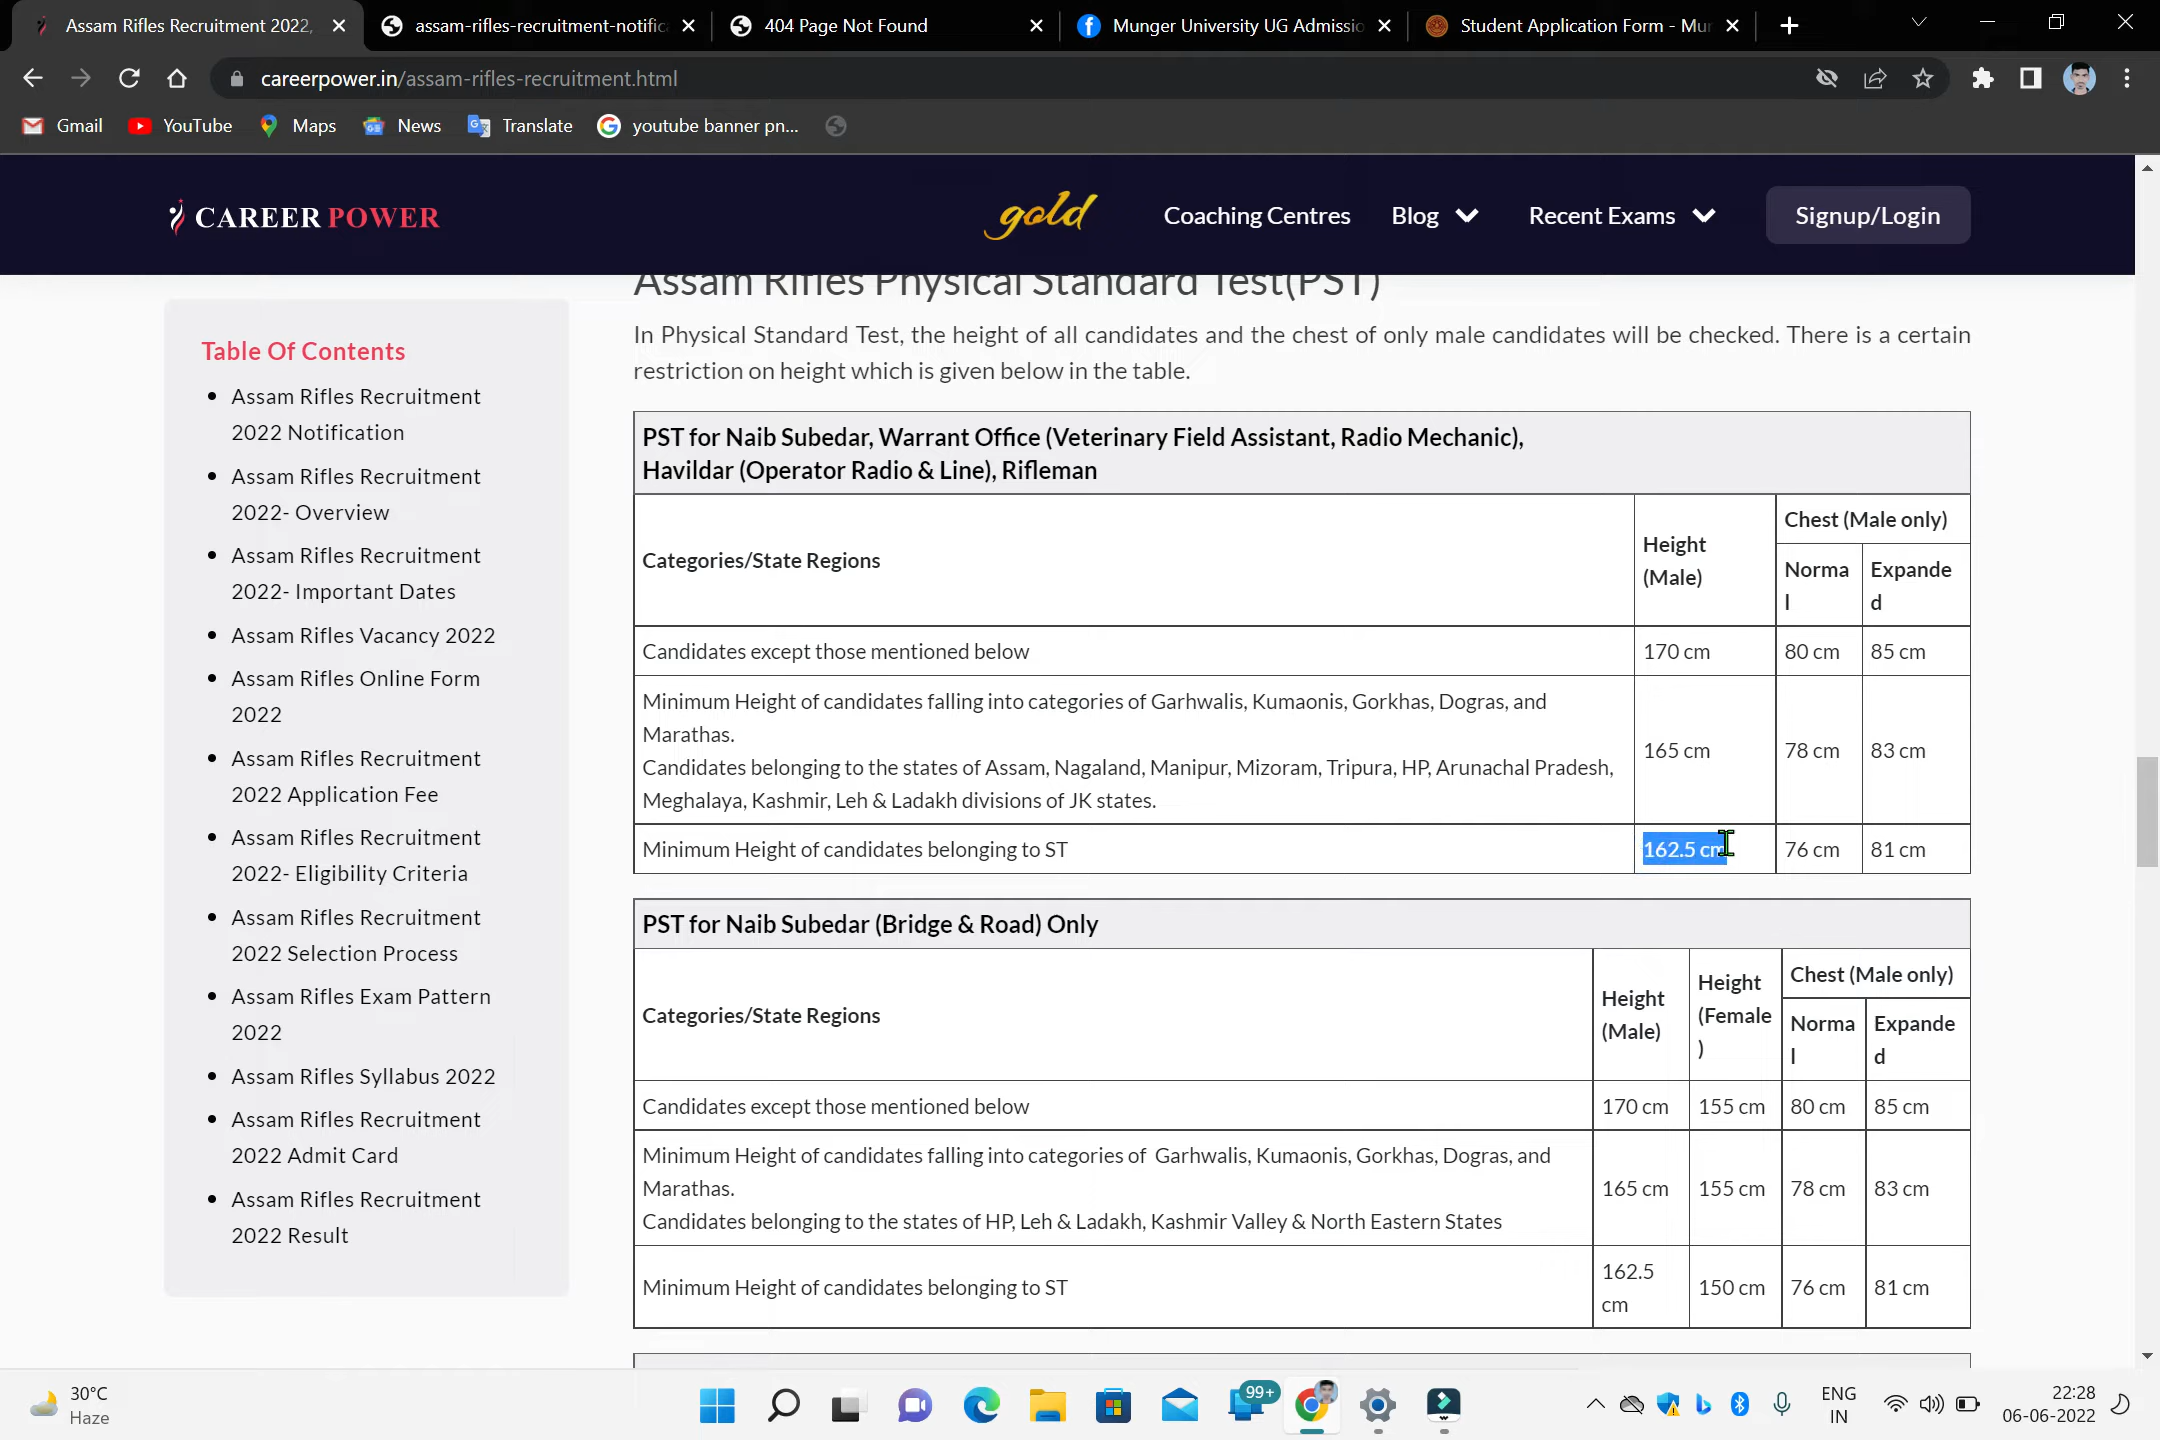 Assam Rifles Recruitment 2022,
assam-rifles-recruitment-notific
404 Page Not Found
Munger University UG Admissio
Student Application Form - Mun
careerpower.in/assam-rifles-recruitment.html
Gmail
YouTube
Maps
News
Translate
youtube banner pn...
CAREER POWER
gold
Coaching Centres
Blog
Recent Exams
Signup/Login
Table Of Contents
Assam Rifles Recruitment
2022 Notification
Assam Rifles Recruitment
2022- Overview
Assam Rifles Recruitment
2022- Important Dates
Assam Rifles Vacancy 2022
Assam Rifles Online Form
2022
Assam Rifles Recruitment
2022 Application Fee
Assam Rifles Recruitment
2022- Eligibility Criteria
Assam Rifles Recruitment
2022 Selection Process
Assam Rifles Exam Pattern
2022
Assam Rifles Syllabus 2022
Assam Rifles Recruitment
2022 Admit Card
Assam Rifles Recruitment
2022 Result
Assam Rifles Physical Standard Test(PST)
In Physical Standard Test, the height of all candidates and the chest of only male candidates will be checked. There is a certain
restriction on height which is given below in the table.
PST for Naib Subedar, Warrant Office (Veterinary Field Assistant, Radio Mechanic),
Havildar (Operator Radio & Line), Rifleman
Categories/State Regions
Height
(Male)
Chest (Male only)
Norma
l
Expande
d
Candidates except those mentioned below
170 cm
80 cm
85 cm
Minimum Height of candidates falling into categories of Garhwalis, Kumaonis, Gorkhas, Dogras, and
Marathas.
Candidates belonging to the states of Assam, Nagaland, Manipur, Mizoram, Tripura, HP, Arunachal Pradesh,
Meghalaya, Kashmir, Leh & Ladakh divisions of JK states.
165 cm
78 cm
83 cm
Minimum Height of candidates belonging to ST
162.5 cm
76 cm
81 cm
PST for Naib Subedar (Bridge & Road) Only
Categories/State Regions
Height
(Male)
Height
(Female
)
Chest (Male only)
Norma
l
Expande
d
Candidates except those mentioned below
170 cm
155 cm
80 cm
85 cm
Minimum Height of candidates falling into categories of Garhwalis, Kumaonis, Gorkhas, Dogras, and
Marathas.
Candidates belonging to the states of HP, Leh & Ladakh, Kashmir Valley & North Eastern States
165 cm
155 cm
78 cm
83 cm
Minimum Height of candidates belonging to ST
162.5
cm
150 cm
76 cm
81 cm
30°C
Haze
99+
ENG
IN
22:28
06-06-2022